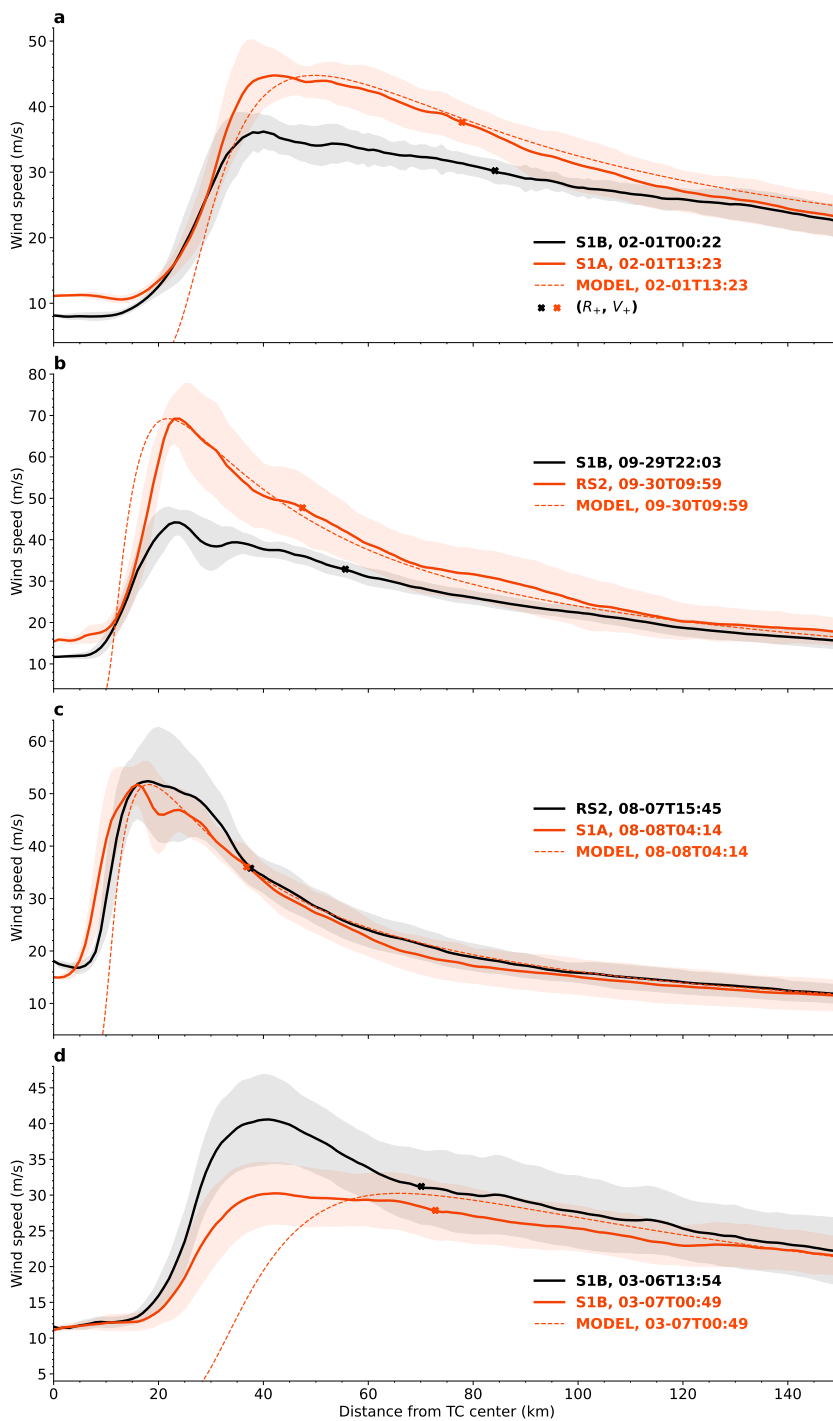 a
50
40
30
20
10
Wind speed (m/s)
S1B, 02-01T00:22
S1A, 02-01T13:23
MODEL, 02-01T13:23
(R₊, V₊)
b
80
70
60
50
40
30
20
10
Wind speed (m/s)
S1B, 09-29T22:03
RS2, 09-30T09:59
MODEL, 09-30T09:59
c
60
50
40
30
20
10
Wind speed (m/s)
RS2, 08-07T15:45
S1A, 08-08T04:14
MODEL, 08-08T04:14
d
45
40
35
30
25
20
15
10
5
Wind speed (m/s)
S1B, 03-06T13:54
S1B, 03-07T00:49
MODEL, 03-07T00:49
0 20 40 60 80 100 120 140
Distance from TC center (km)